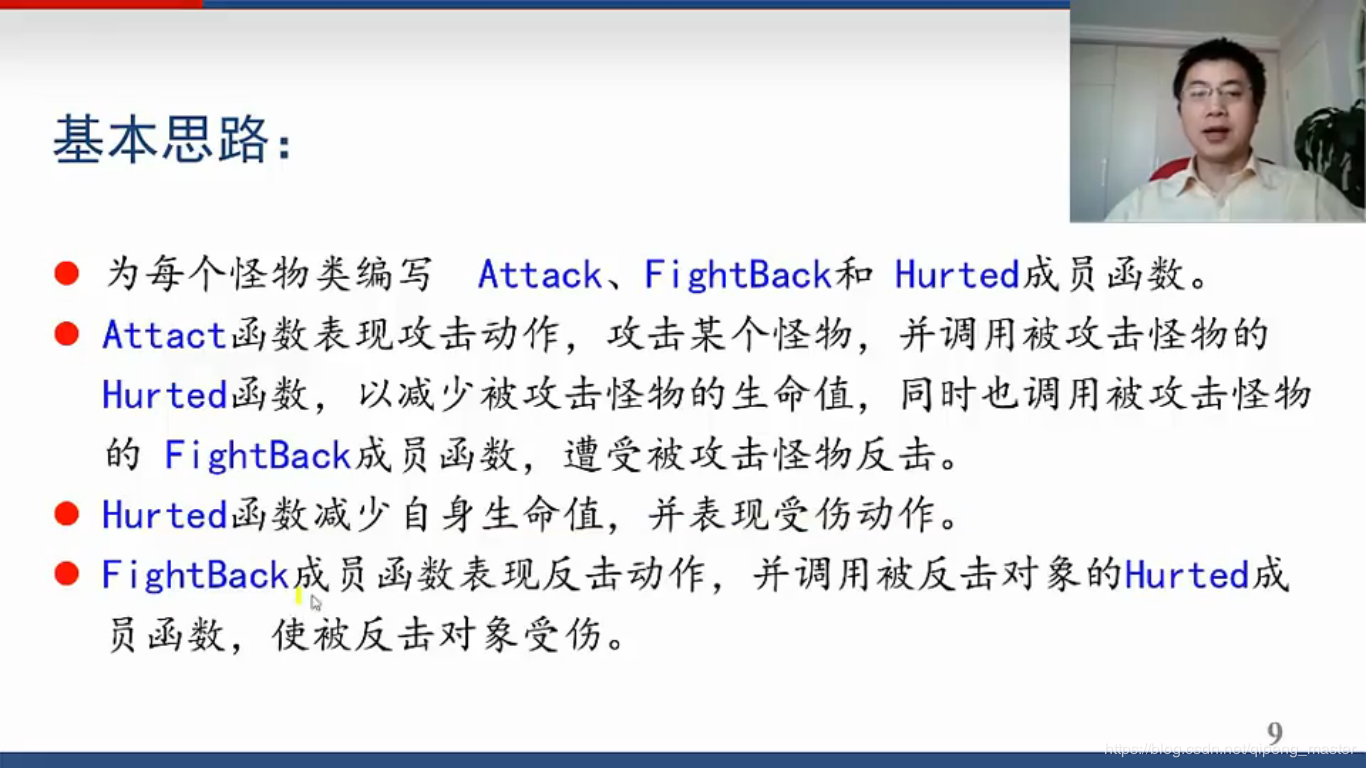 基本思路：
为每个怪物类编写 Attack、FightBack和 Hurted成员函数。
Attact函数表现攻击动作，攻击某个怪物，并调用被攻击怪物的
Hurted函数，以减少被攻击怪物的生命值，同时也调用被攻击怪物
的 FightBack成员函数，遭受被攻击怪物反击。
Hurted函数减少自身生命值，并表现受伤动作。
FightBack成员函数表现反击动作，并调用被反击对象的Hurted成
员函数，使被反击对象受伤。
9
https://blog.csdn.net/qipeng_master